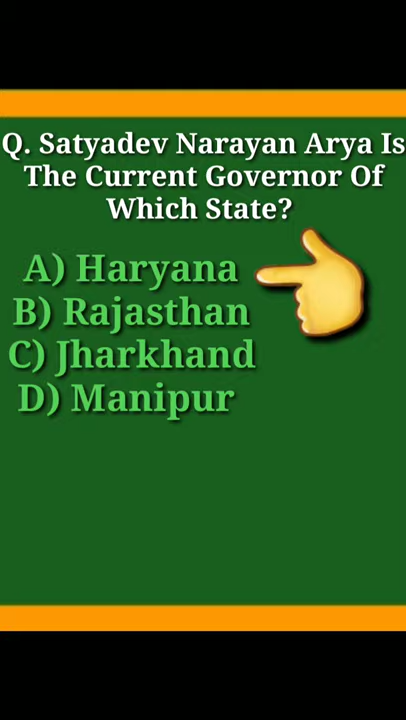 Q. Satyadev Narayan Arya Is
The Current Governor Of
Which State?
A) Haryana
B) Rajasthan
C) Jharkhand
D) Manipur